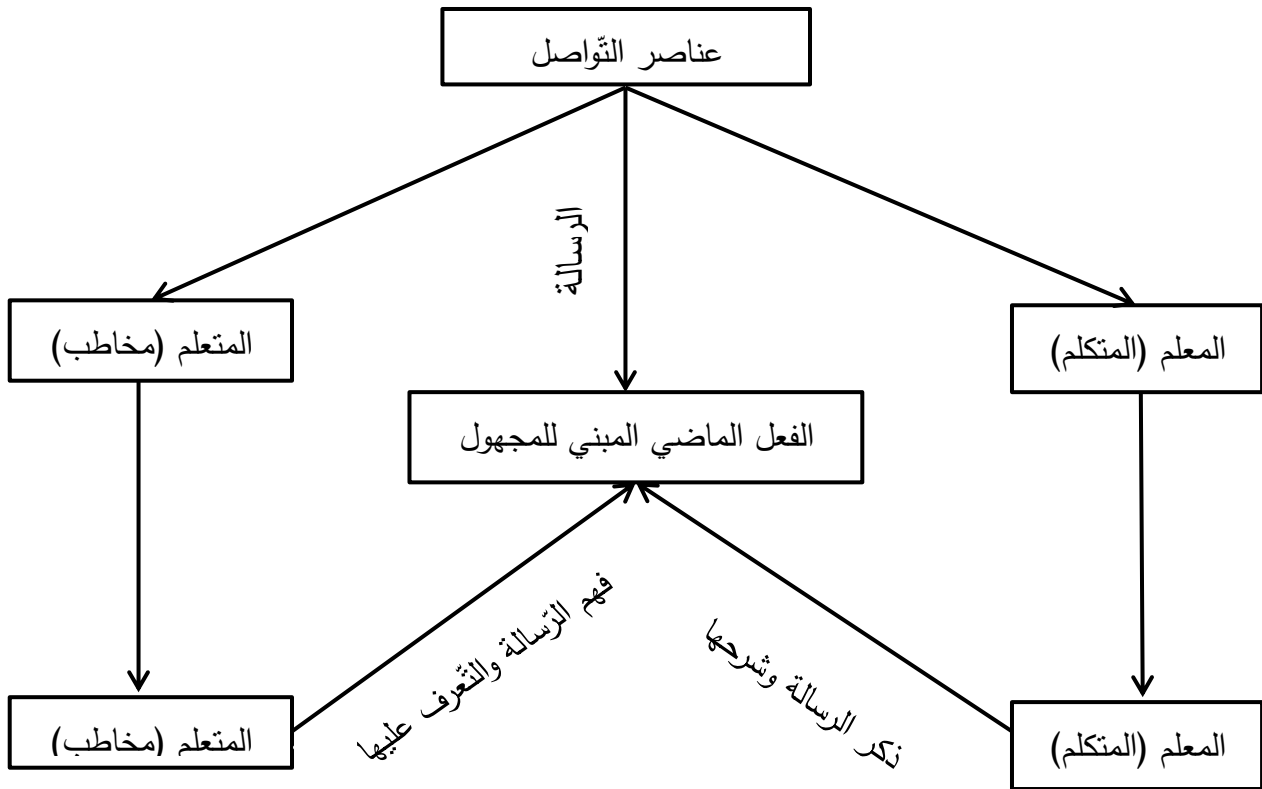 عناصر التّواصل
الرسالة
المعلم (المتكلم)
المتعلم (مخاطب)
الفعل الماضي المبني للمجهول
ذكر الرسالة وشرحها
فهم الرّسالة والتّعرف عليها
المعلم (المتكلم)
المتعلم (مخاطب)